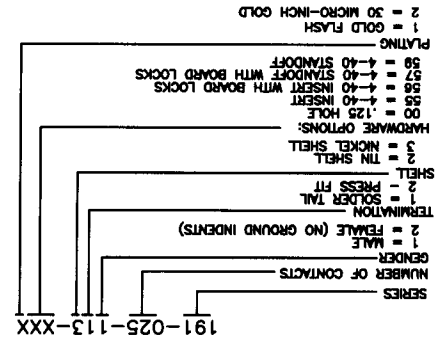 191-025-113-XXX
SERIES
NUMBER OF CONTACTS
GENDER
1 = MALE
2 = FEMALE (NO GROUND INDENTS)
TERMINATION
1 = SOLDER TAIL
2 - PRESS FIT
SHELL
2 = TIN SHELL
3 = NICKEL SHELL
HARDWARE OPTIONS:
00 = .125 HOLE
55 = 4-40 INSERT
56 = 4-40 INSERT WITH BOARD LOCKS
57 = 4-40 STANDOFF WITH BOARD LOCKS
59 = 4-40 STANDOFF
PLATING
1 = GOLD FLASH
2 = 30 MICRO-INCH GOLD